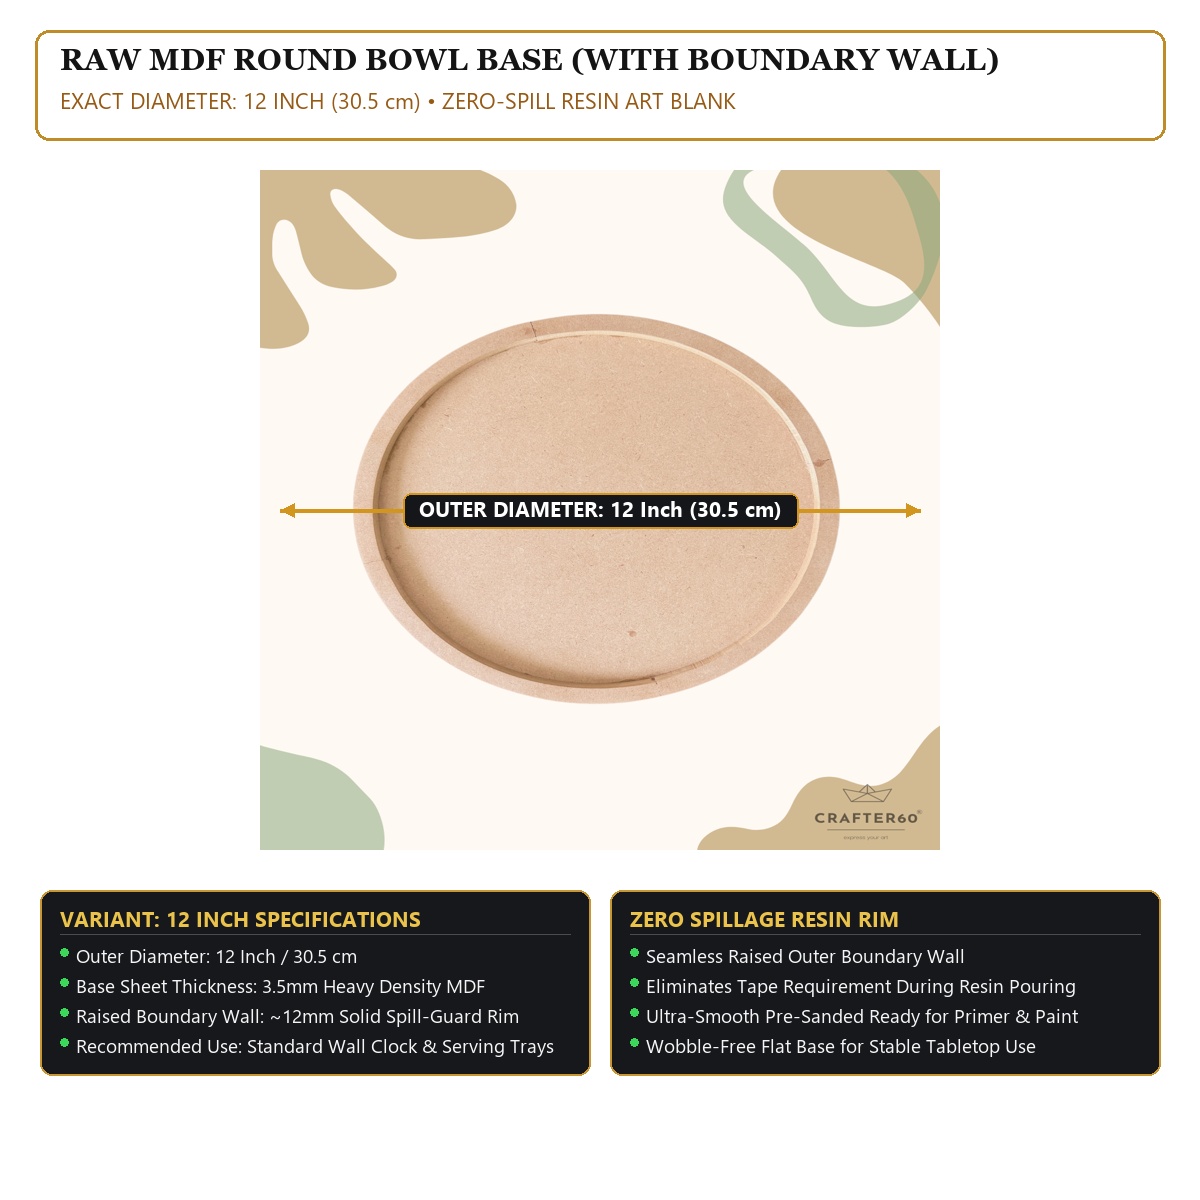 RAW MDF ROUND BOWL BASE (WITH BOUNDARY WALL)
EXACT DIAMETER: 12 INCH (30.5 cm) • ZERO-SPILL RESIN ART BLANK
OUTER DIAMETER: 12 Inch (30.5 cm)
CRAFTER60®
express your art
VARIANT: 12 INCH SPECIFICATIONS
Outer Diameter: 12 Inch / 30.5 cm
Base Sheet Thickness: 3.5mm Heavy Density MDF
Raised Boundary Wall: ~12mm Solid Spill-Guard Rim
Recommended Use: Standard Wall Clock & Serving Trays
ZERO SPILLAGE RESIN RIM
Seamless Raised Outer Boundary Wall
Eliminates Tape Requirement During Resin Pouring
Ultra-Smooth Pre-Sanded Ready for Primer & Paint
Wobble-Free Flat Base for Stable Tabletop Use